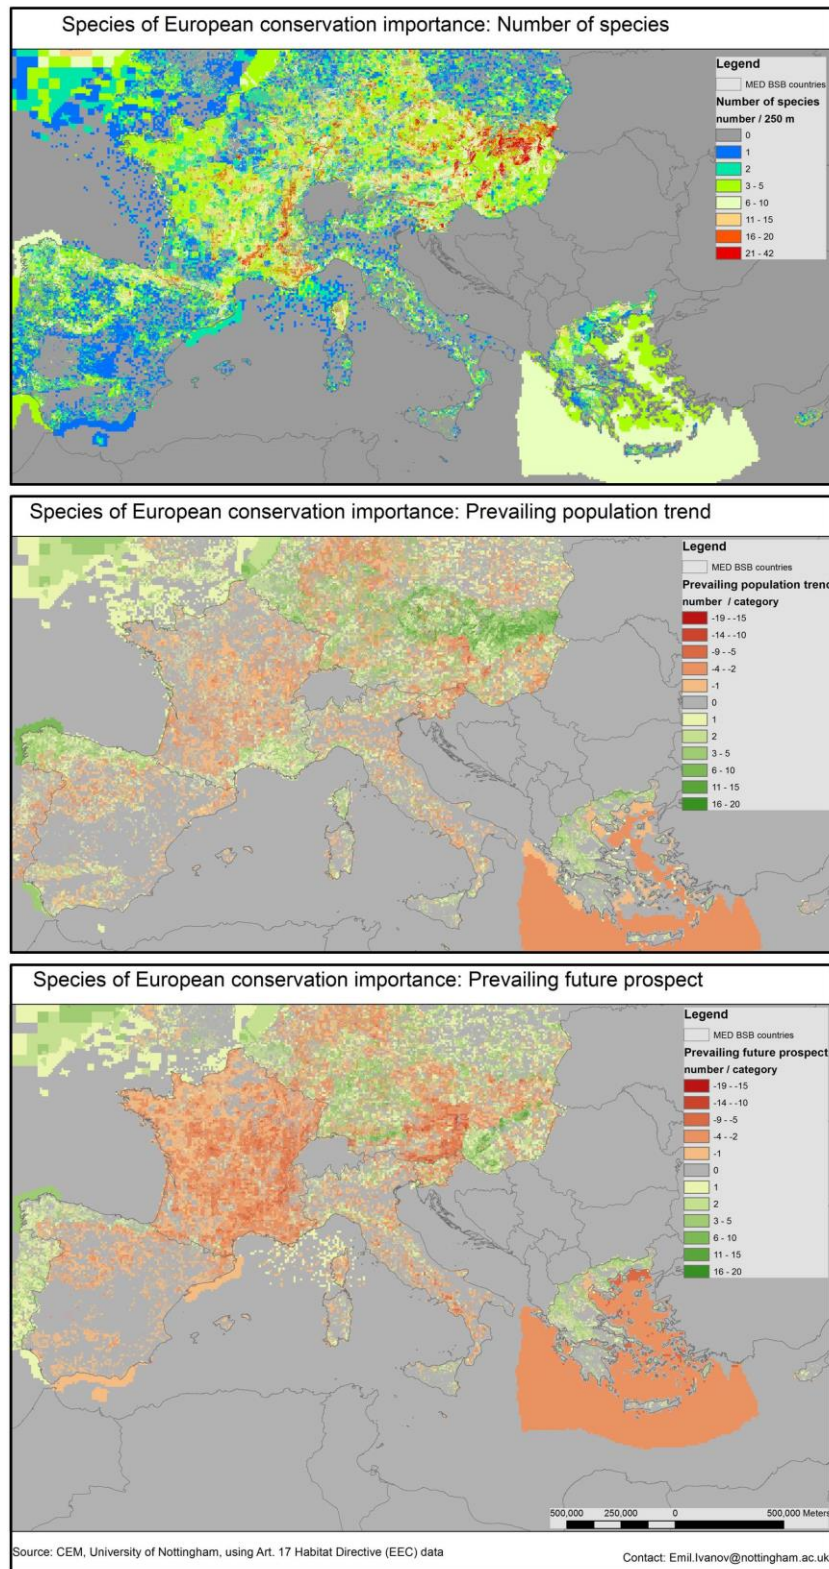 Species of European conservation importance: Number of species
Legend
MED BSB countries
Number of species
number / 250 m
0
1
2
3 - 5
6 - 10
11 - 15
16 - 20
21 - 42
Species of European conservation importance: Prevailing population trend
Legend
MED BSB countries
Prevailing population trend
number / category
-19 - -15
-14 - -10
-9 - -5
-4 - -2
-1
0
1
2
3 - 5
6 - 10
11 - 15
16 - 20
Species of European conservation importance: Prevailing future prospect
Legend
MED BSB countries
Prevailing future prospect
number / category
-19 - -15
-14 - -10
-9 - -5
-4 - -2
-1
0
1
2
3 - 5
6 - 10
11 - 15
16 - 20
500,000 250,000 0 500,000 Meters
Source: CEM, University of Nottingham, using Art. 17 Habitat Directive (EEC) data
Contact: Emil.Ivanov@nottingham.ac.uk